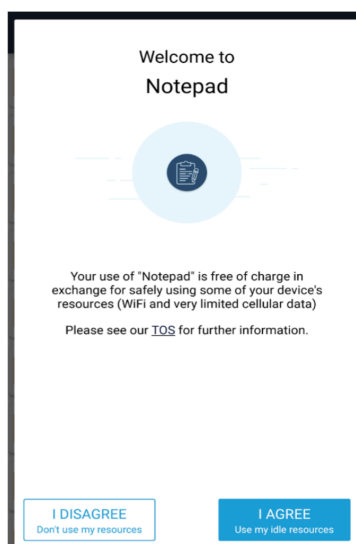 Welcome to
Notepad
Your use of "Notepad" is free of charge in
exchange for safely using some of your device's
resources (WiFi and very limited cellular data)
Please see our TOS for further information.
I DISAGREE
Don't use my resources
I AGREE
Use my idle resources